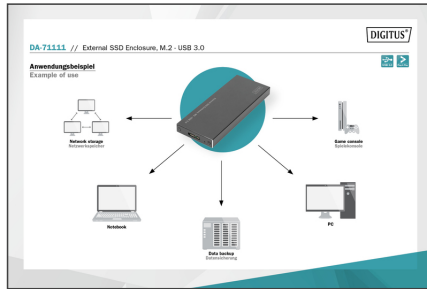 DIGITUS®
DA-71111 // External SSD Enclosure, M.2 - USB 3.0
Anwendungsbeispiel
Example of use
Network storage
Netzwerkspeicher
Game console
Spielekonsole
Notebook
Data backup
Datensicherung
PC